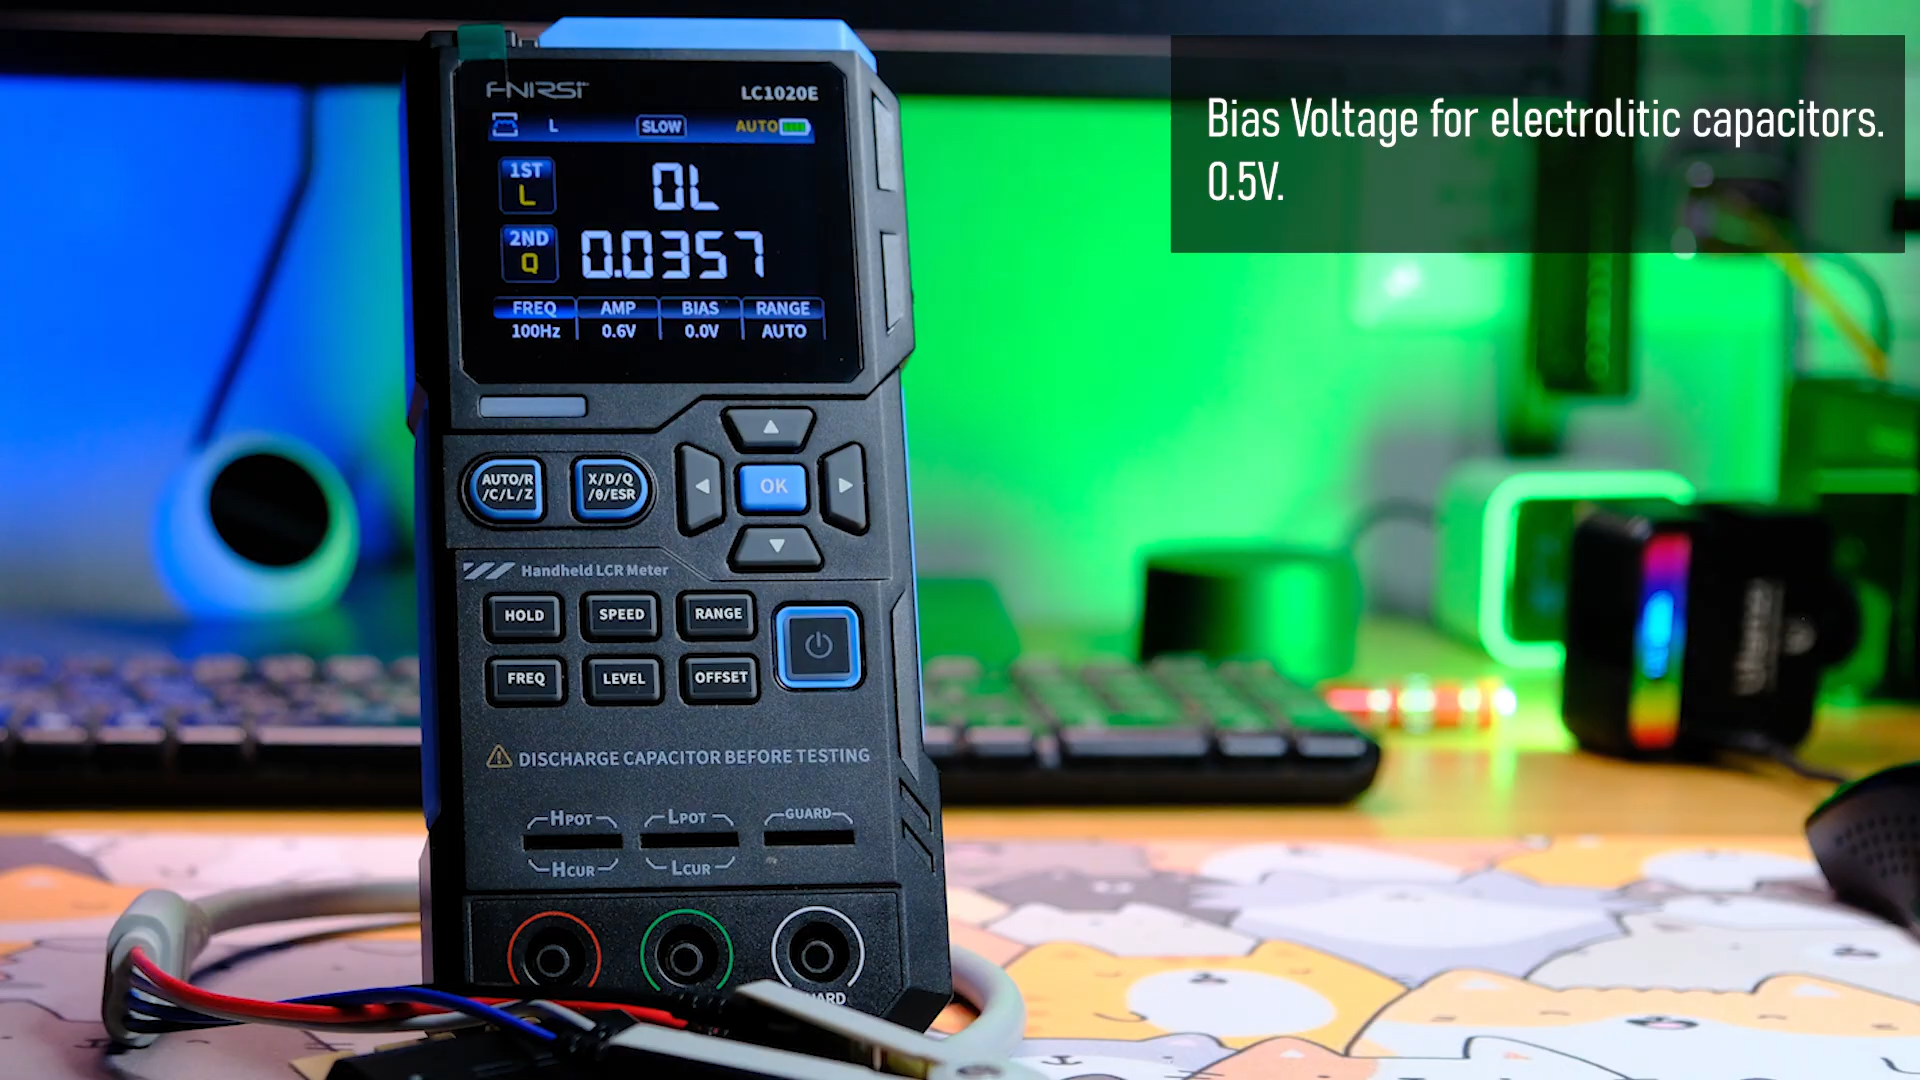 Bias Voltage for electrolitic capacitors.
0.5V.
FNIRSI
LC1020E
L SLOW AUTO
1ST
L
OL
2ND
Q
0.0357
FREQ AMP BIAS RANGE
100Hz 0.6V 0.0V AUTO
AUTO/R
/C/L/Z
X/D/Q
/θ/ESR
▲
◀ OK ▶
▼
Handheld LCR Meter
HOLD SPEED RANGE
FREQ LEVEL OFFSET
DISCHARGE CAPACITOR BEFORE TESTING
HPOT LPOT GUARD
HCUR LCUR